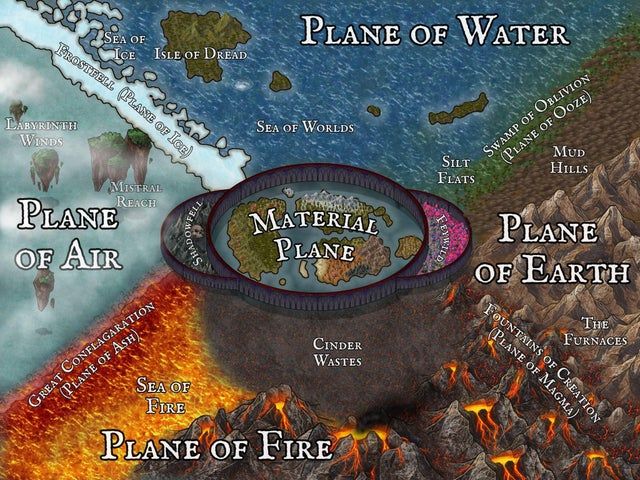 PLANE OF WATER
SEA OF
ICE
ISLE OF DREAD
FROSTFELL (PLANE OF ICE)
SWAMP OF OBLIVION
(PLANE OF OOZE)
LABYRINTH
WINDS
SEA OF WORLDS
SILT
FLATS
MUD
HILLS
MISTRAL
REACH
PLANE
OF AIR
SHADOWFELL
MATERIAL
PLANE
FEYWILD
PLANE
OF EARTH
GREAT CONFLAGARATION
(PLANE OF ASH)
CINDER
WASTES
FOUNTAINS OF CREATION
(PLANE OF MAGMA)
THE
FURNACES
SEA OF
FIRE
PLANE OF FIRE